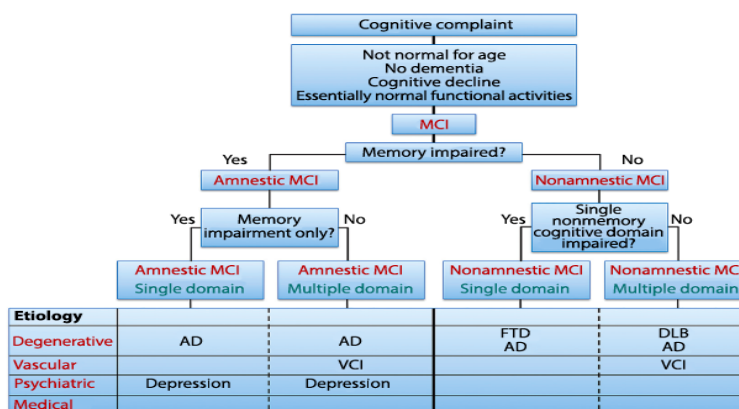 Cognitive complaint
Not normal for age
No dementia
Cognitive decline
Essentially normal functional activities
MCI
Memory impaired?
Yes
No
Amnestic MCI
Nonamnestic MCI
Yes
Memory
impairment only?
No
Yes
Single
nonmemory
cognitive domain
impaired?
No
Amnestic MCI
Single domain
Amnestic MCI
Multiple domain
Nonamnestic MCI
Single domain
Nonamnestic MC
Multiple domain
Etiology
Degenerative
AD
AD
FTD
AD
DLB
AD
Vascular
VCI
VCI
Psychiatric
Depression
Depression
Medical